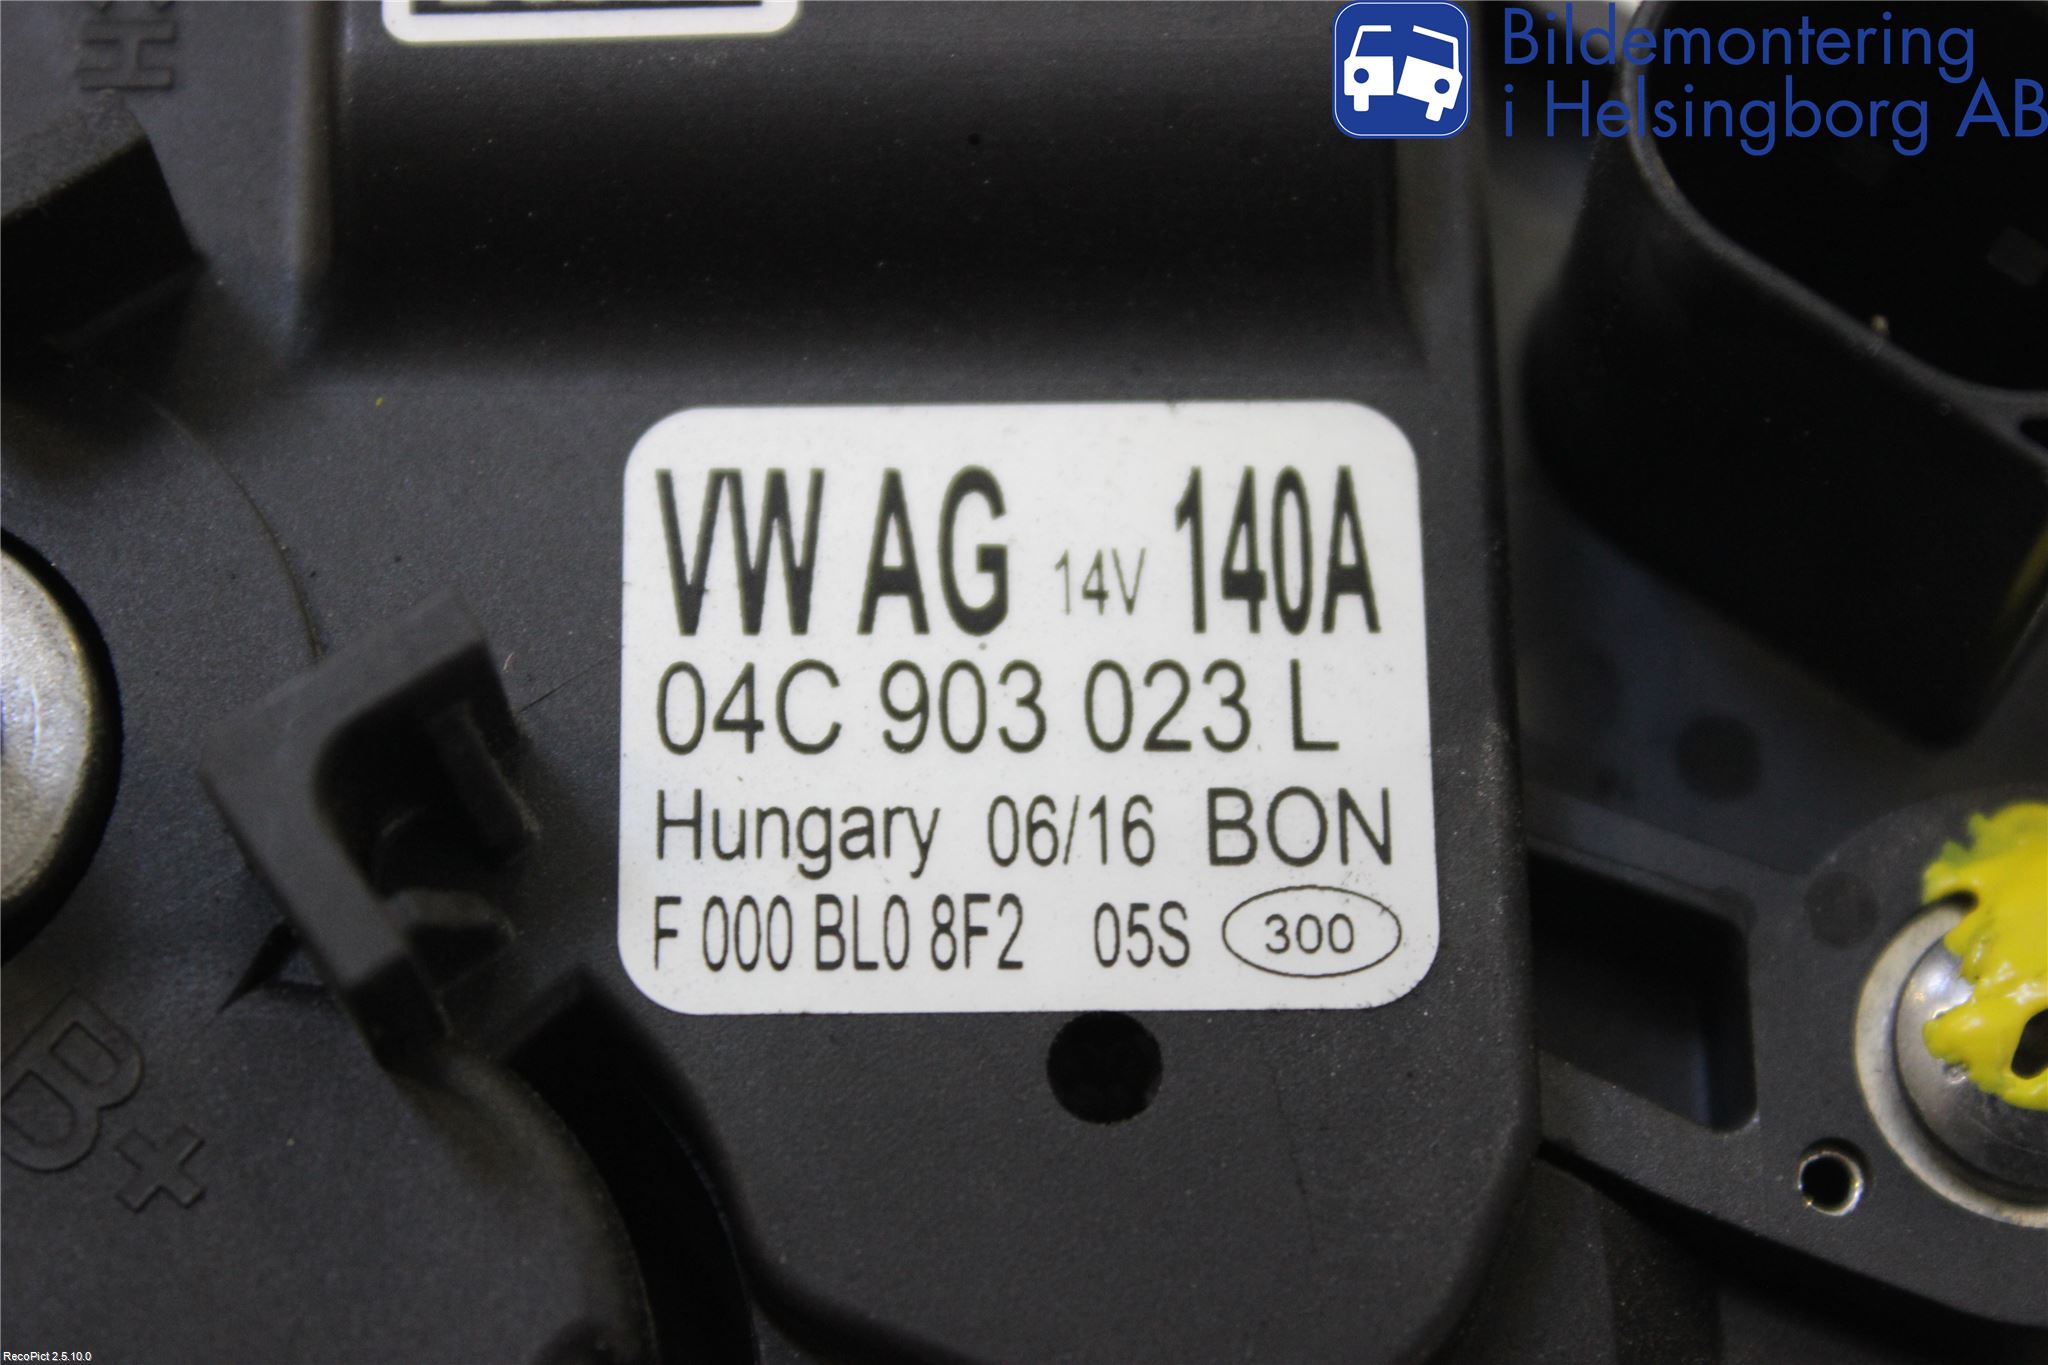 Bildemontering
i Helsingborg AB
VW AG 14V 140A
04C 903 023 L
Hungary 06/16 BON
F 000 BL0 8F2 05S 300
B+
RecoPict 2.5.10.0